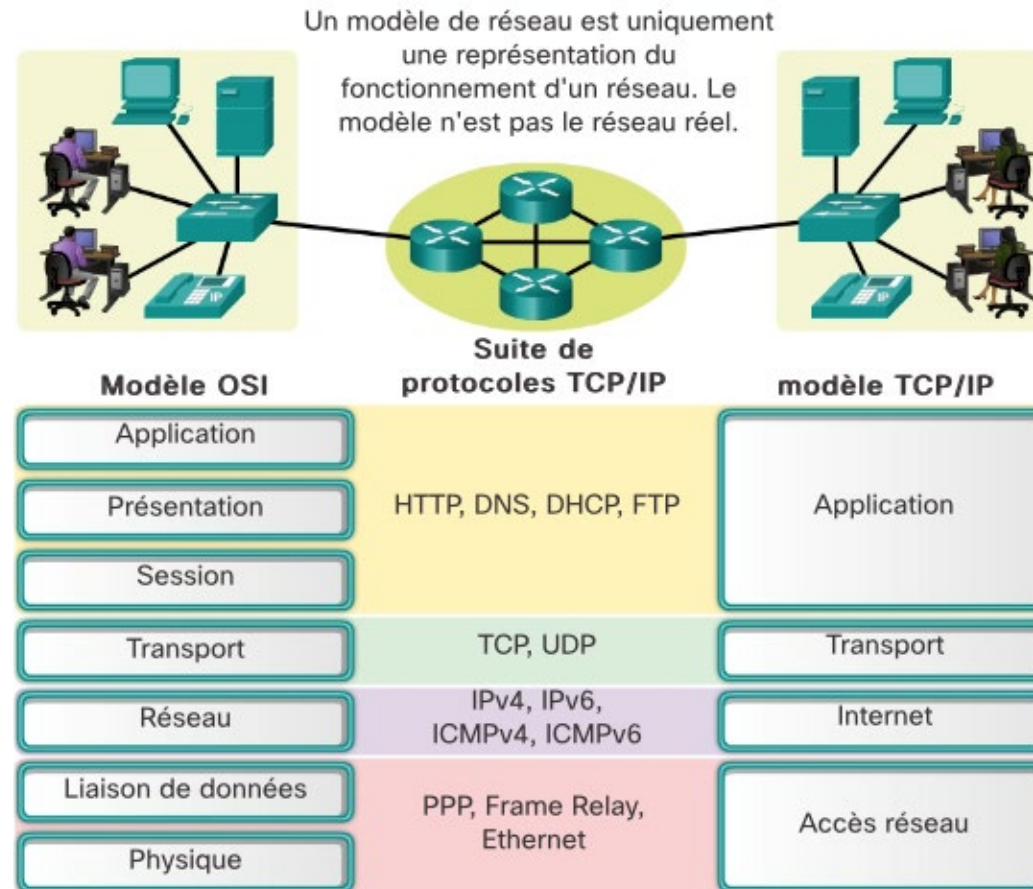 Un modèle de réseau est uniquement
une représentation du
fonctionnement d'un réseau. Le
modèle n'est pas le réseau réel.
IP
IP
Modèle OSI
Suite de
protocoles TCP/IP
modèle TCP/IP
Application
Présentation
Session
HTTP, DNS, DHCP, FTP
Application
Transport
TCP, UDP
Transport
Réseau
IPv4, IPv6,
ICMPv4, ICMPv6
Internet
Liaison de données
Physique
PPP, Frame Relay,
Ethernet
Accès réseau